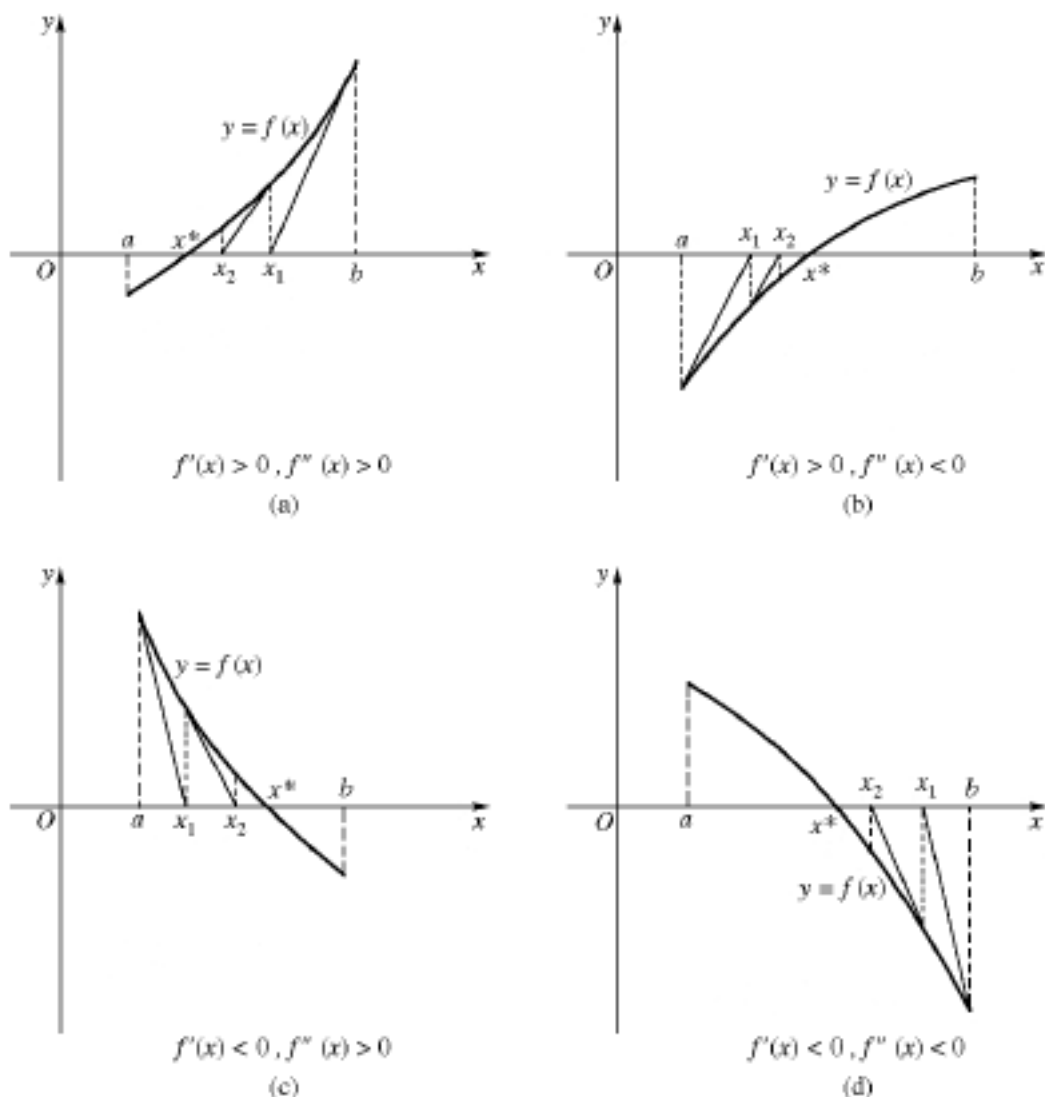 y
y
y = f (x)
y = f (x)
a
x*
a
x₁
x₂
O
x₂
x₁
b
x
O
x*
b
x
f′(x) > 0 , f″ (x) > 0
f′(x) > 0 , f″ (x) < 0
(a)
(b)
y
y
y = f (x)
x*
b
x₂
x₁
b
O
a
x₁
x₂
x
O
a
x*
x
y = f (x)
f′(x) < 0 , f″ (x) > 0
f′(x) < 0 , f″ (x) < 0
(c)
(d)